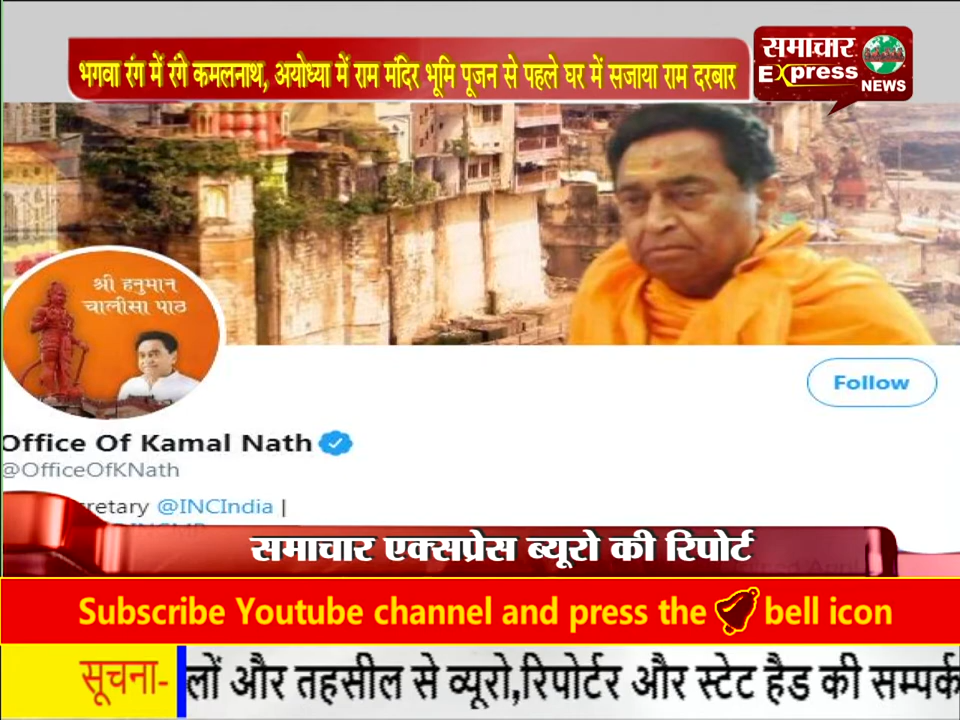 भगवा रंग में रंगे कमलनाथ, अयोध्या में राम मंदिर भूमि पूजन से पहले घर में सजाया राम दरबार
समाचार
Express
NEWS
श्री हनुमान
चालीसा पाठ
Follow
Office Of Kamal Nath
@OfficeOfKNath
retary @INCIndia |
समाचार एक्सप्रेस ब्यूरो की रिपोर्ट
Subscribe Youtube channel and press the bell icon
सूचना- लों और तहसील से ब्यूरो,रिपोर्टर और स्टेट हैड की सम्पर्क